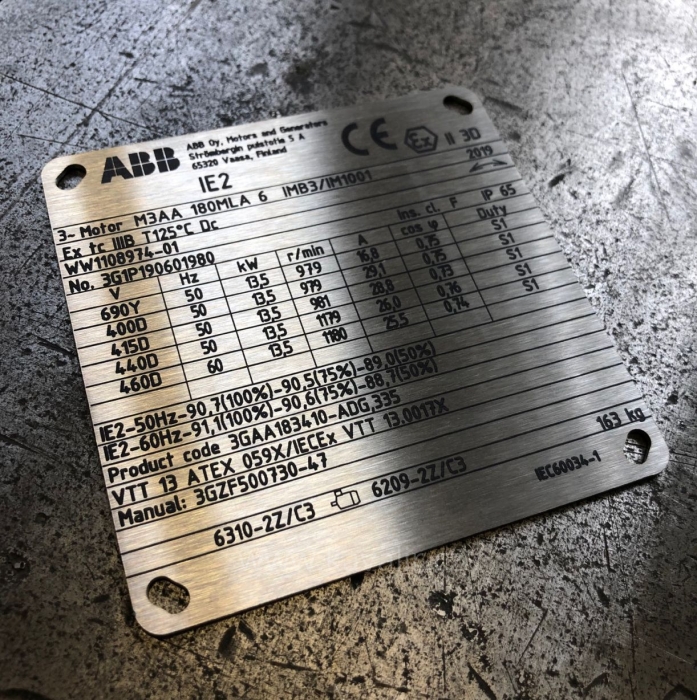 ABB
ABB Oy, Motors and Generators
Strömbergin puistotie 5 A
65320 Vaasa, Finland
CE Ex II 3D
IE2 2019
3~ Motor M3AA 180MLA 6 IMB3/IM1001
Ex tc IIIB T125°C Dc
WW1108974-01 Ins. cl. F IP 65
No. 3G1P190601980
V Hz kW r/min A cos φ Duty
690Y 50 13,5 979 16,8 0,75 S1
400D 50 13,5 979 29,1 0,75 S1
415D 50 13,5 981 28,8 0,73 S1
440D 50 13,5 1179 26,0 0,76 S1
460D 60 13,5 1180 25,5 0,74 S1
IE2-50Hz-90,7(100%)-90,5(75%)-89,0(50%)
IE2-60Hz-91,1(100%)-90,6(75%)-88,7(50%)
Product code 3GAA183410-ADG,335
VTT 13 ATEX 059X/IECEx VTT 13.0017X
Manual: 3GZF500730-47 163 kg
6310-2Z/C3 6209-2Z/C3 IEC60034-1